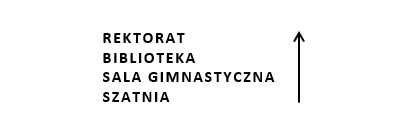 REKTORAT
BIBLIOTEKA
SALA GIMNASTYCZNA
SZATNIA